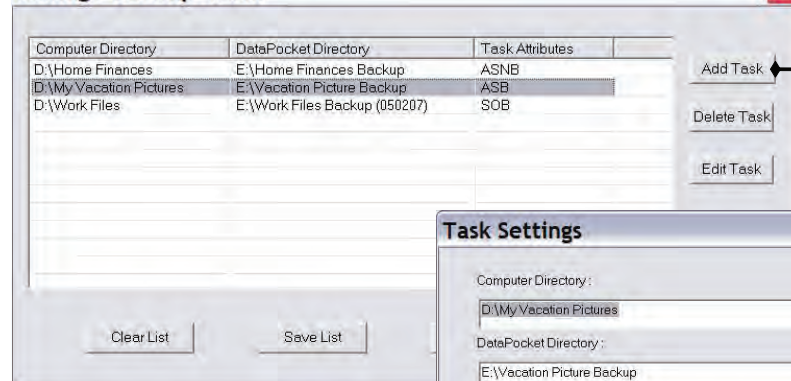 Computer Directory DataPocket Directory Task Attributes
D:\Home Finances E:\Home Finances Backup ASNB
D:\My Vacation Pictures E:\Vacation Picture Backup ASB
D:\Work Files E:\Work Files Backup (050207) SOB
Add Task
Delete Task
Edit Task
Task Settings
Computer Directory:
D:\My Vacation Pictures
DataPocket Directory:
E:\Vacation Picture Backup
Clear List Save List